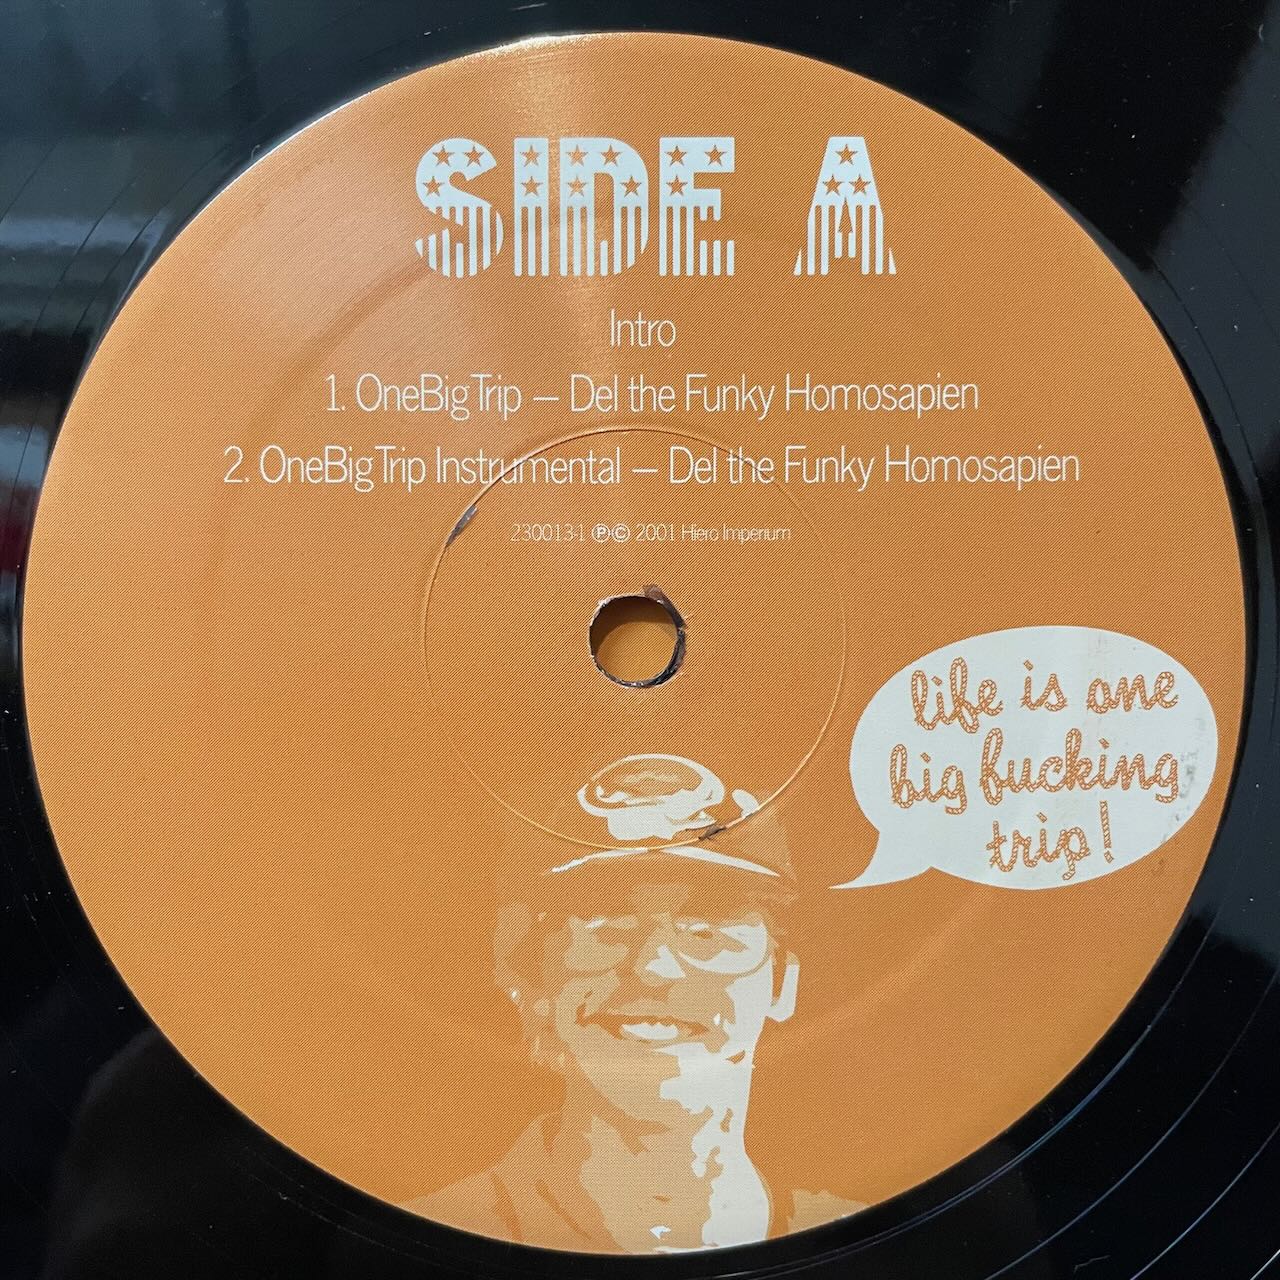 SIDE A
Intro
1. OneBigTrip – Del the Funky Homosapien
2. OneBigTrip Instrumental – Del the Funky Homosapien
230013-1 ℗© 2001 Hiero Imperium
life is one
big fucking
trip!